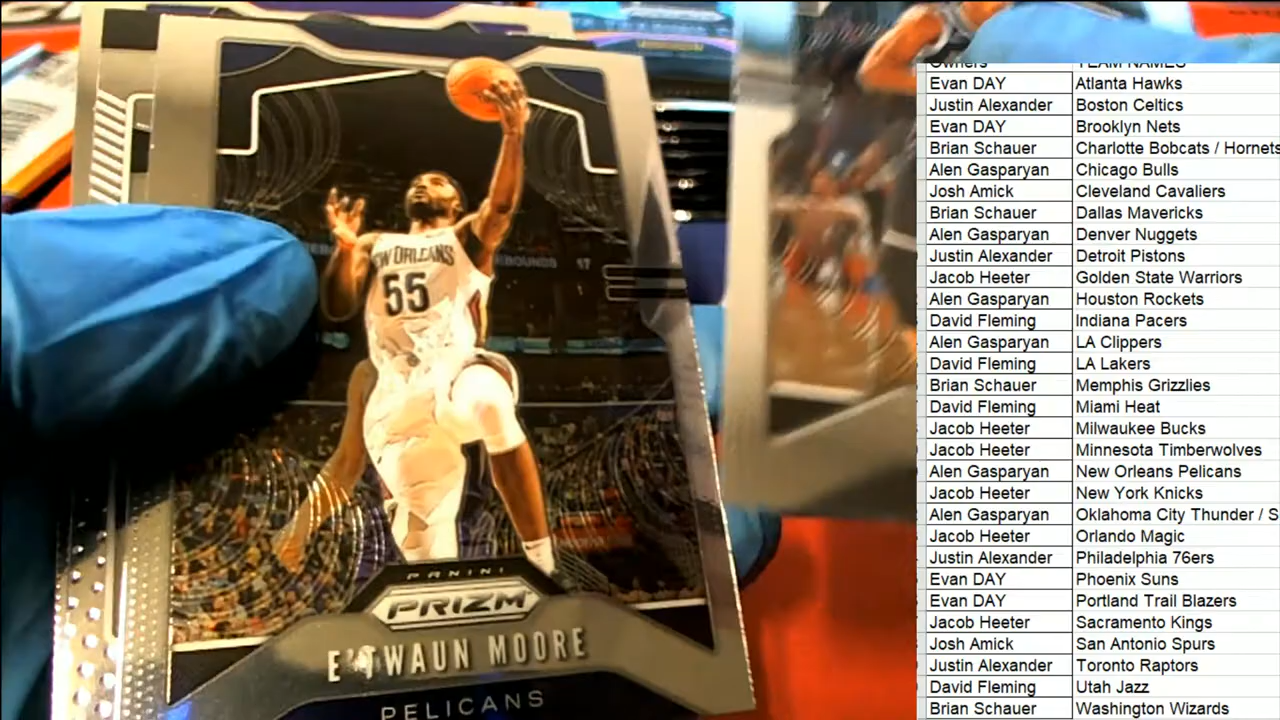 NEW ORLEANS
55
REBOUNDS 17
PANINI
PRIZM
E'TWAUN MOORE
PELICANS
Owners TEAM NAMES
Evan DAY Atlanta Hawks
Justin Alexander Boston Celtics
Evan DAY Brooklyn Nets
Brian Schauer Charlotte Bobcats / Hornets
Alen Gasparyan Chicago Bulls
Josh Amick Cleveland Cavaliers
Brian Schauer Dallas Mavericks
Alen Gasparyan Denver Nuggets
Justin Alexander Detroit Pistons
Jacob Heeter Golden State Warriors
Alen Gasparyan Houston Rockets
David Fleming Indiana Pacers
Alen Gasparyan LA Clippers
David Fleming LA Lakers
Brian Schauer Memphis Grizzlies
David Fleming Miami Heat
Jacob Heeter Milwaukee Bucks
Jacob Heeter Minnesota Timberwolves
Alen Gasparyan New Orleans Pelicans
Jacob Heeter New York Knicks
Alen Gasparyan Oklahoma City Thunder / S
Jacob Heeter Orlando Magic
Justin Alexander Philadelphia 76ers
Evan DAY Phoenix Suns
Evan DAY Portland Trail Blazers
Jacob Heeter Sacramento Kings
Josh Amick San Antonio Spurs
Justin Alexander Toronto Raptors
David Fleming Utah Jazz
Brian Schauer Washington Wizards